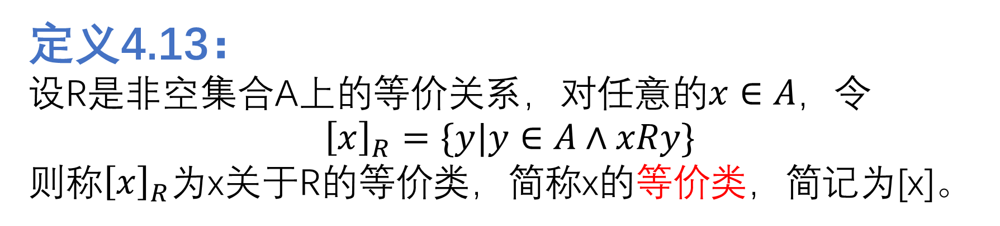 定义4.13：
设R是非空集合A上的等价关系，对任意的x ∈ A，令
[x]_R = {y|y ∈ A ∧ xRy}
则称[x]_R为x关于R的等价类，简称x的等价类，简记为[x]。